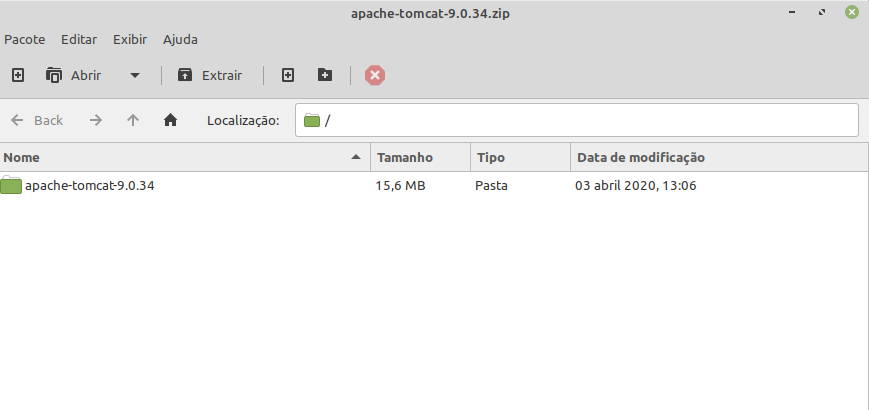 apache-tomcat-9.0.34.zip
Pacote Editar Exibir Ajuda
Abrir Extrair
Back Localização: /
Nome Tamanho Tipo Data de modificação
apache-tomcat-9.0.34 15,6 MB Pasta 03 abril 2020, 13:06